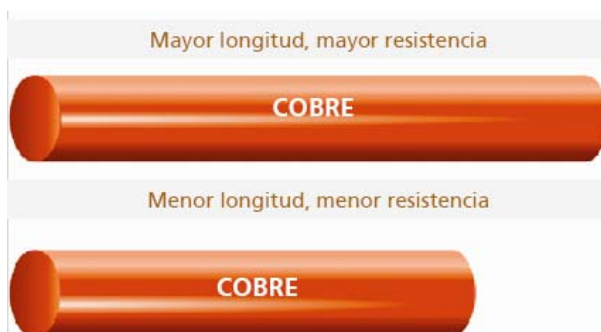 Mayor longitud, mayor resistencia
COBRE
Menor longitud, menor resistencia
COBRE